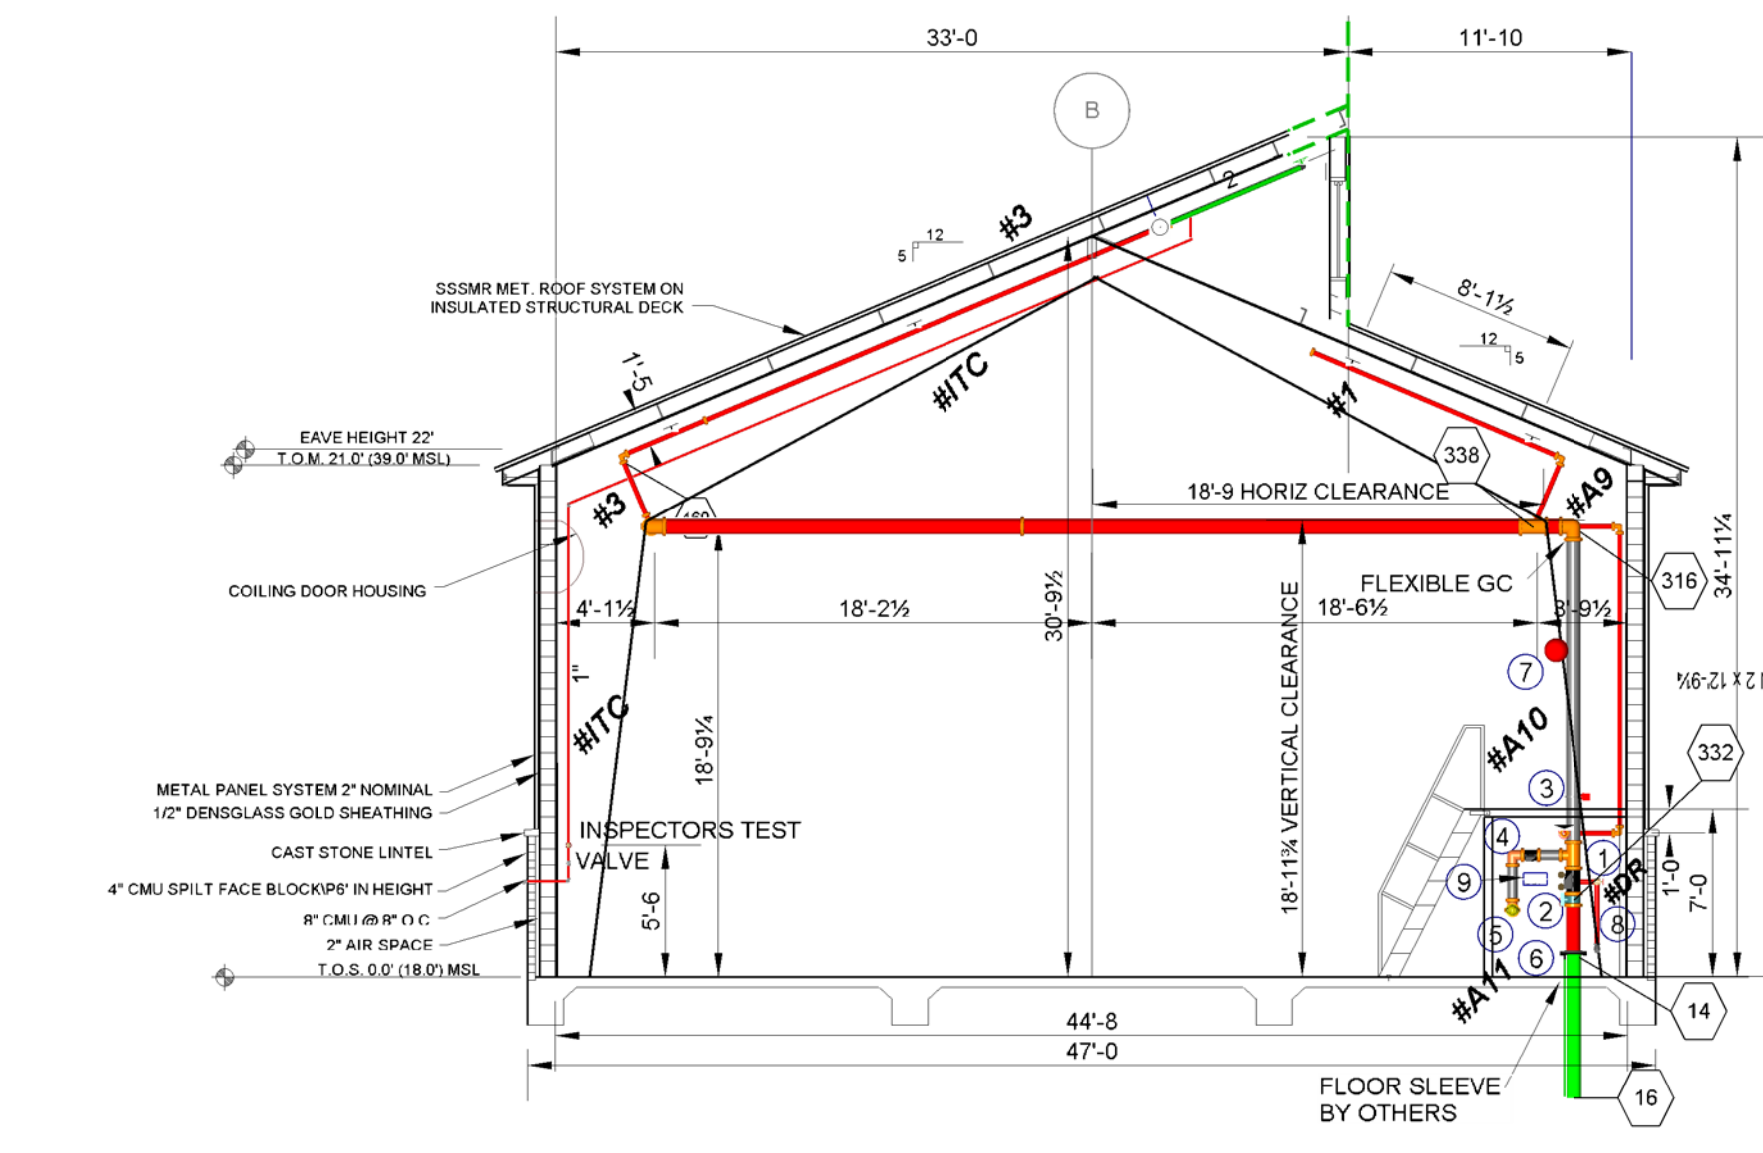 33'-0
11'-10
B
2
#3
12
5
SSSMR MET. ROOF SYSTEM ON
INSULATED STRUCTURAL DECK
8'-1½
12
5
1'-5
#ITC
#1
EAVE HEIGHT 22'
T.O.M. 21.0' (39.0' MSL)
338
18'-9 HORIZ CLEARANCE
#A9
#3
34'-11¼
COILING DOOR HOUSING
FLEXIBLE GC
316
4'-1½
18'-2½
30'-9½
18'-6½
3'-9½
7
1"
#ITC
18'-9¼
18'-11¾ VERTICAL CLEARANCE
#A10
2 x 12'-9¼
332
METAL PANEL SYSTEM 2" NOMINAL
1/2" DENSGLASS GOLD SHEATHING
3
INSPECTORS TEST
VALVE
CAST STONE LINTEL
4
1
4" CMU SPILT FACE BLOCK\P6' IN HEIGHT
9
#DR
1'-0
7'-0
8" CMU @ 8" O.C
5'-6
2
8
2" AIR SPACE
5
6
T.O.S. 0.0' (18.0') MSL
#A11
14
44'-8
47'-0
FLOOR SLEEVE
BY OTHERS
16